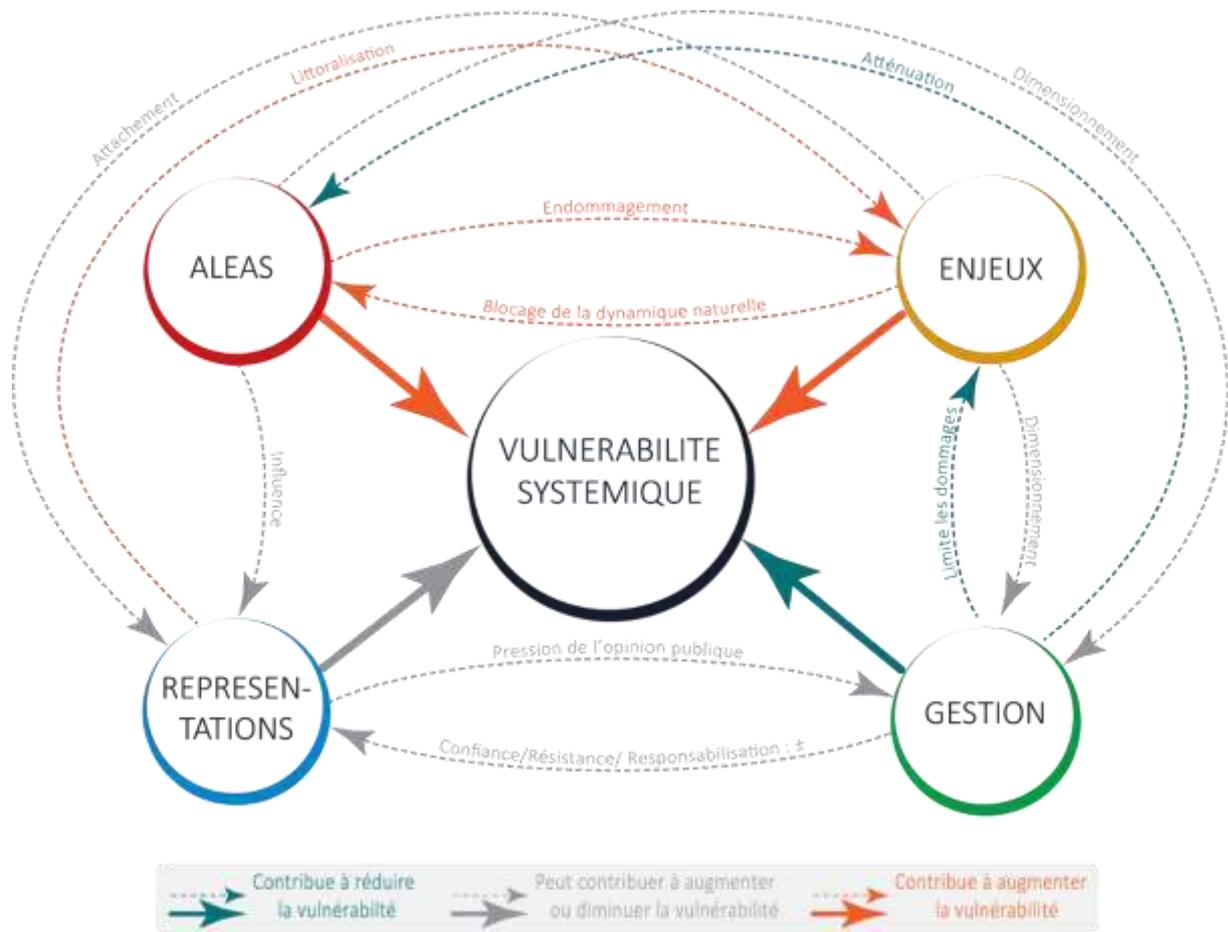 Attachement
Littoralisation
Atténuation
Dimensionnement
ALEAS
Endommagement
ENJEUX
Blocage de la dynamique naturelle
VULNERABILITE
SYSTEMIQUE
Influence
Limite les dommages
Dimensionnement
REPRESEN-
TATIONS
Pression de l'opinion publique
GESTION
Confiance/Résistance/ Responsabilisation : ±
Contribue à réduire
la vulnérabilté
Peut contribuer à augmenter
ou diminuer la vulnérabilité
Contribue à augmenter
la vulnérabilité